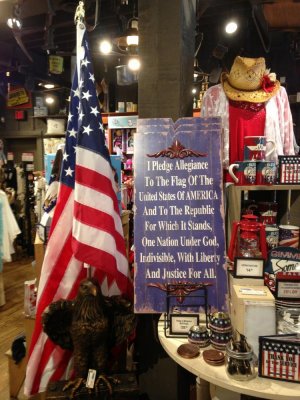 I Pledge Allegiance
To The Flag Of The
United States Of AMERICA
And To The Republic
For Which It Stands,
One Nation Under God,
Indivisible, With Liberty
And Justice For All.